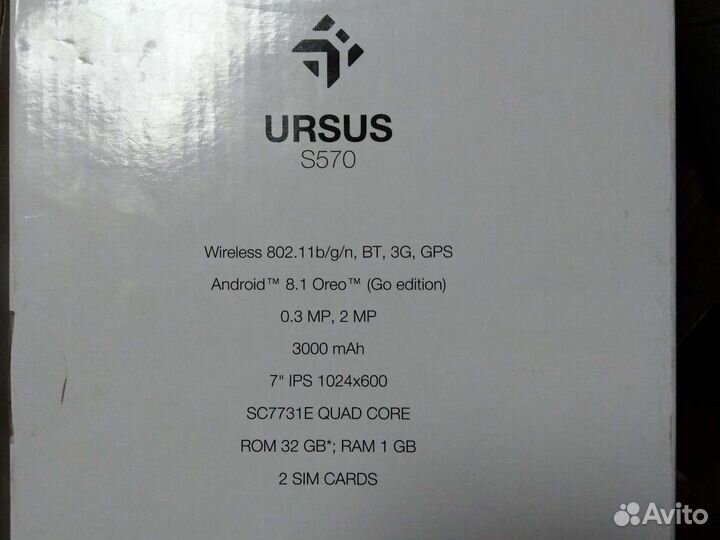 URSUS
S570
Wireless 802.11b/g/n, BT, 3G, GPS
Android™ 8.1 Oreo™ (Go edition)
0.3 MP, 2 MP
3000 mAh
7" IPS 1024x600
SC7731E QUAD CORE
ROM 32 GB*; RAM 1 GB
2 SIM CARDS
Avito